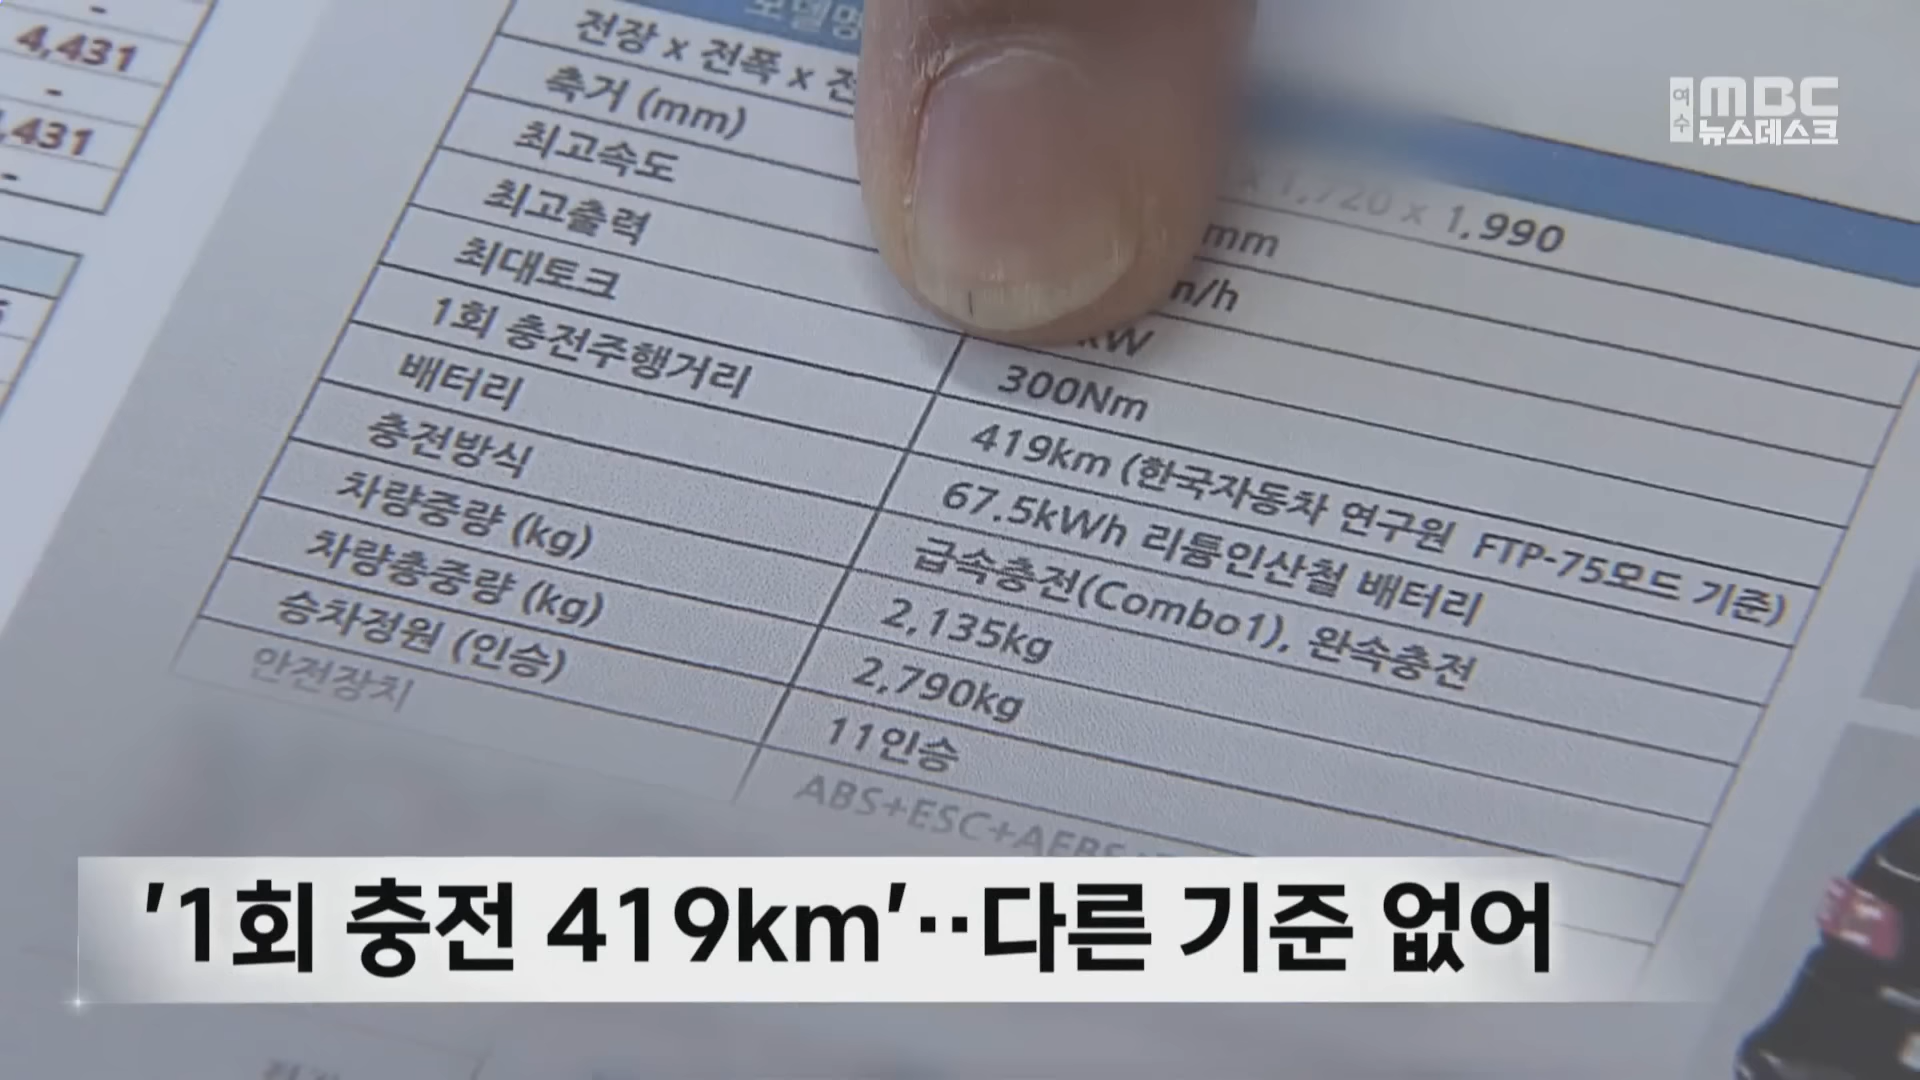 4,431
-
,431
-
모델명
전장 x 전폭 x 전
x 1,720 x 1,990
축거 (mm)
mm
최고속도
최고출력
kW
최대토크
300Nm
1회 충전주행거리
419km (한국자동차 연구원 FTP-75모드 기준)
배터리
67.5kWh 리튬인산철 배터리
충전방식
급속충전(Combo1), 완속충전
차량중량 (kg)
2,135kg
차량총중량 (kg)
2,790kg
승차정원 (인승)
11인승
안전장치
ABS+ESC+AEBS
여수 MBC
뉴스데스크
'1회 충전 419km'‥다른 기준 없어